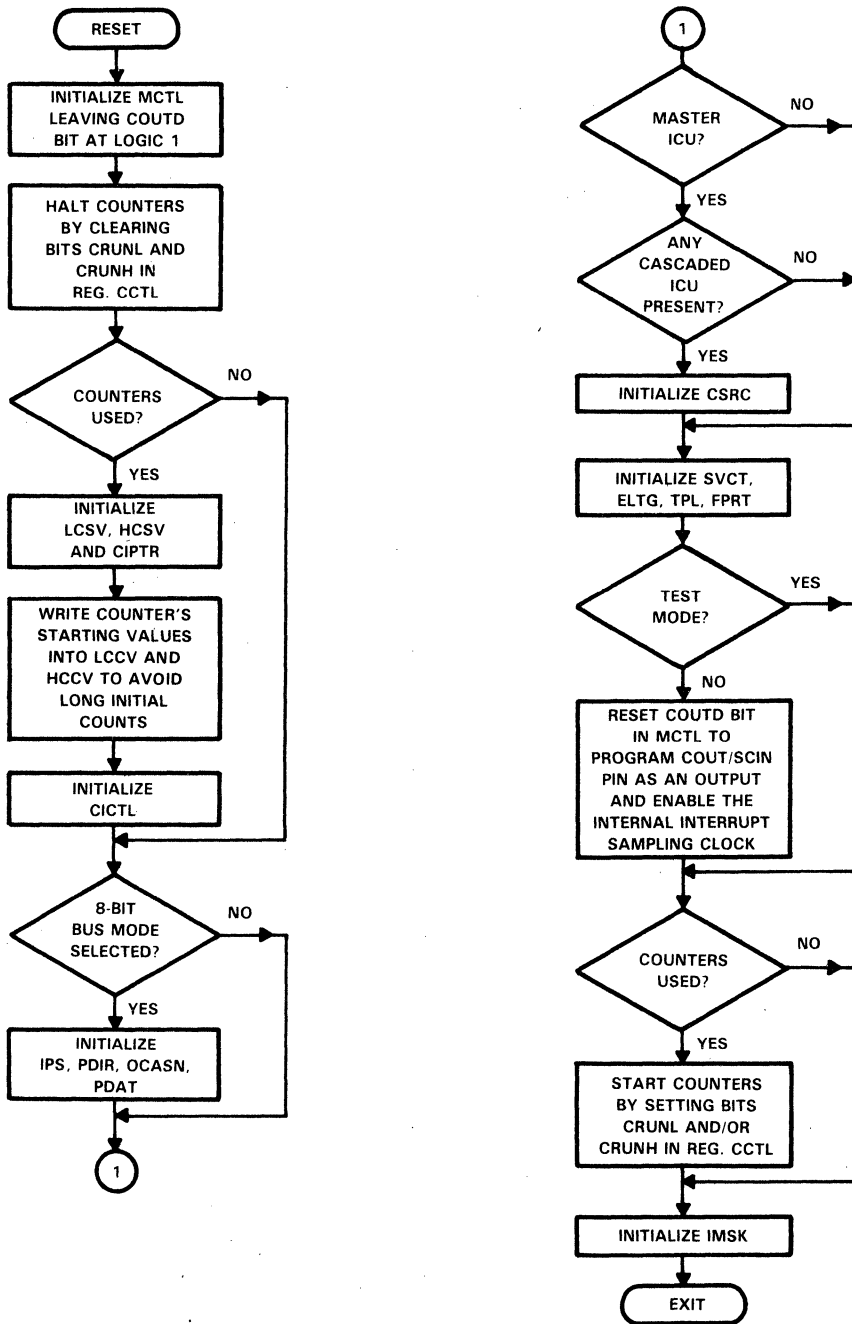 RESET
INITIALIZE MCTL
LEAVING COUTD
BIT AT LOGIC 1
HALT COUNTERS
BY CLEARING
BITS CRUNL AND
CRUNH IN
REG. CCTL
COUNTERS
USED?
NO
YES
INITIALIZE
LCSV, HCSV
AND CIPTR
WRITE COUNTER'S
STARTING VALUES
INTO LCCV AND
HCCV TO AVOID
LONG INITIAL
COUNTS
INITIALIZE
CICTL
8-BIT
BUS MODE
SELECTED?
NO
YES
INITIALIZE
IPS, PDIR, OCASN,
PDAT
1
1
MASTER
ICU?
NO
YES
ANY
CASCADED
ICU
PRESENT?
NO
YES
INITIALIZE CSRC
INITIALIZE SVCT,
ELTG, TPL, FPRT
TEST
MODE?
YES
NO
RESET COUTD BIT
IN MCTL TO
PROGRAM COUT/SCIN
PIN AS AN OUTPUT
AND ENABLE THE
INTERNAL INTERRUPT
SAMPLING CLOCK
COUNTERS
USED?
NO
YES
START COUNTERS
BY SETTING BITS
CRUNL AND/OR
CRUNH IN REG. CCTL
INITIALIZE IMSK
EXIT